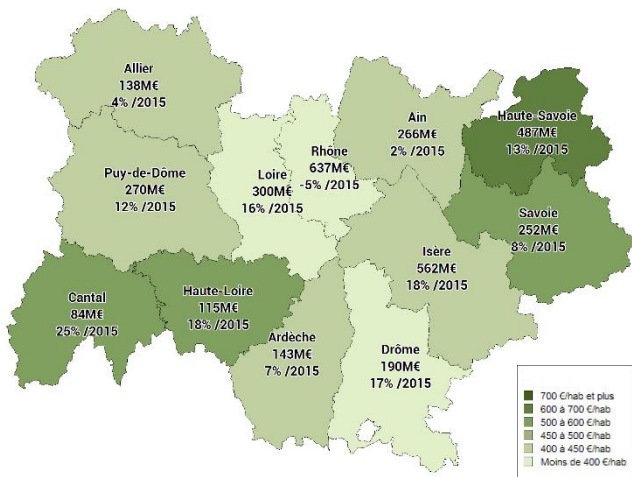 Allier
138M€
4% /2015
Ain
266M€
2% /2015
Haute-Savoie
487M€
13% /2015
Rhône
637M€
-5% /2015
Loire
300M€
16% /2015
Puy-de-Dôme
270M€
12% /2015
Savoie
252M€
8% /2015
Isère
562M€
18% /2015
Cantal
84M€
25% /2015
Haute-Loire
115M€
18% /2015
Ardèche
143M€
7% /2015
Drôme
190M€
17% /2015
700 €/hab et plus
600 à 700 €/hab
500 à 600 €/hab
450 à 500 €/hab
400 à 450 €/hab
Moins de 400 €/hab